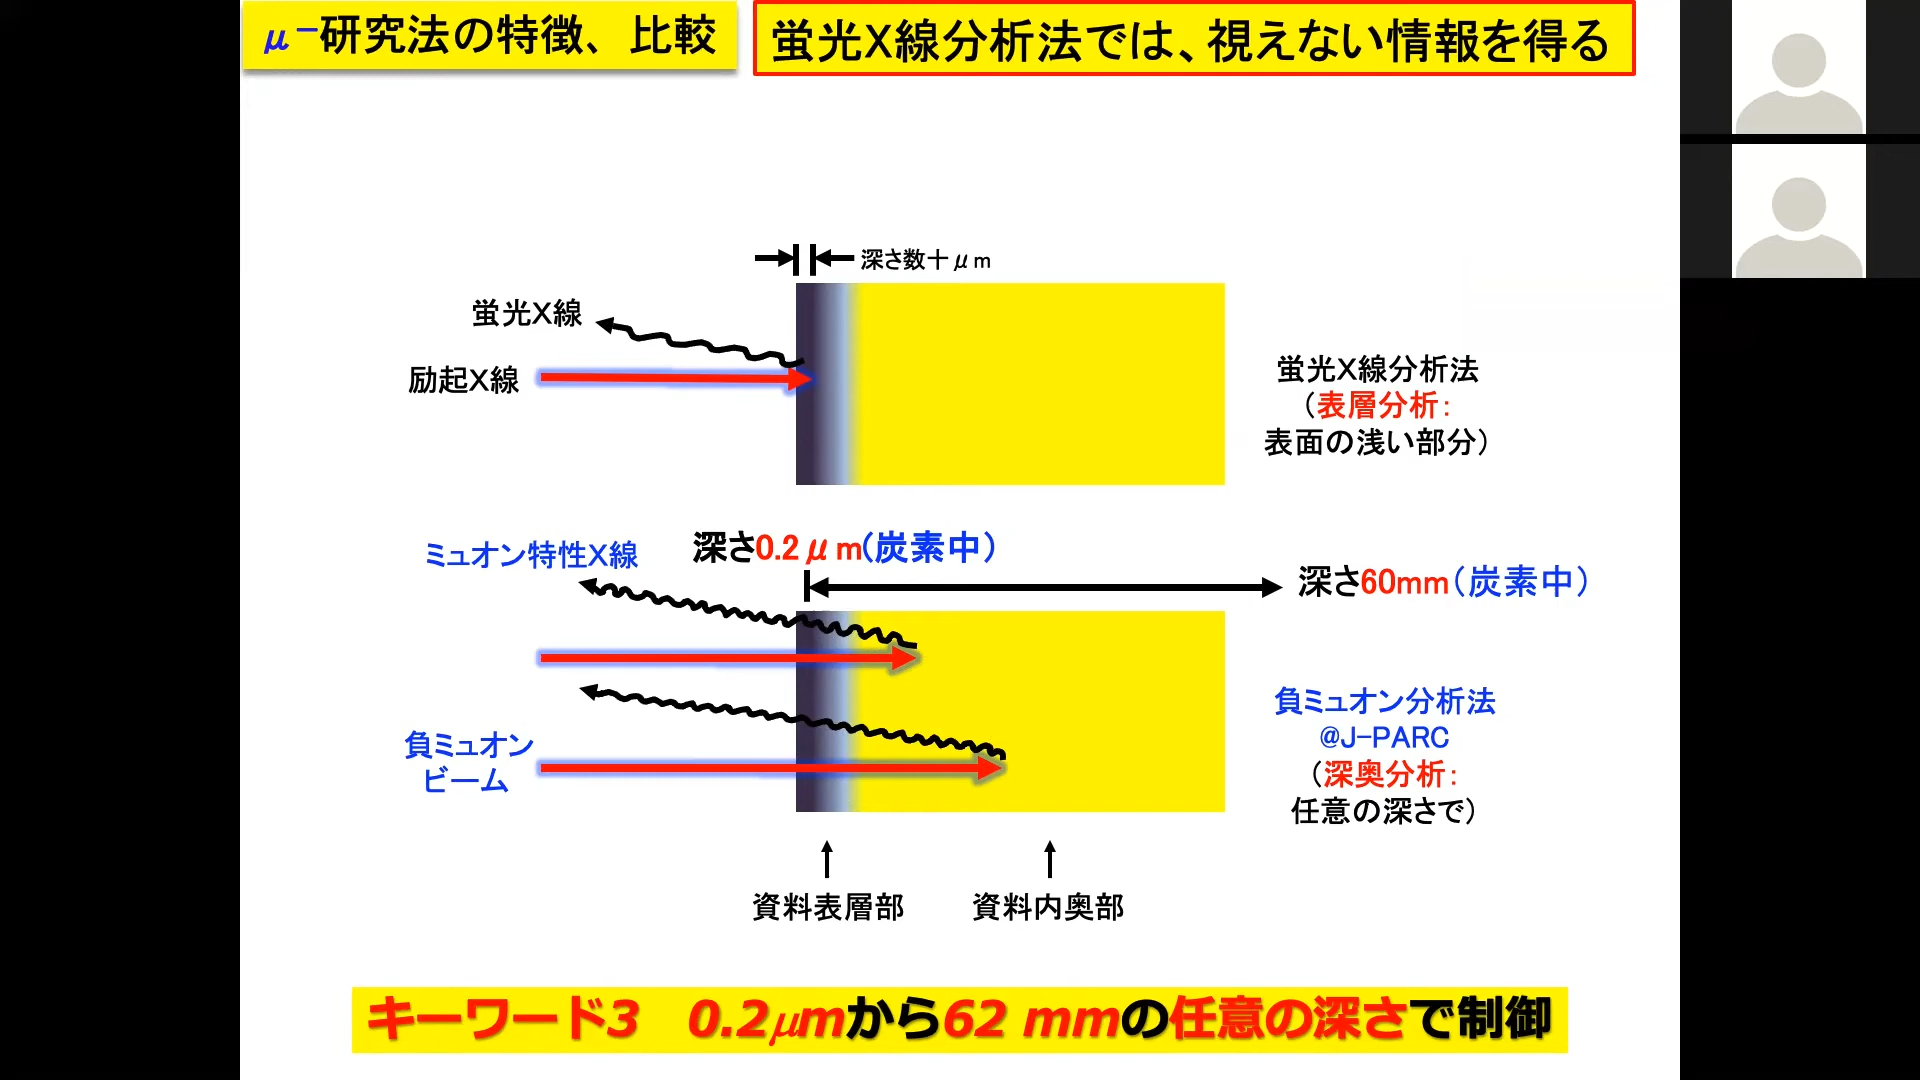 μ－研究法の特徴、比較
蛍光X線分析法では、視えない情報を得る
深さ数十μm
蛍光X線
励起X線
蛍光X線分析法
（表層分析：
表面の浅い部分）
ミュオン特性X線
深さ0.2μm（炭素中）
深さ60mm（炭素中）
負ミュオン
ビーム
負ミュオン分析法
@J-PARC
（深奥分析：
任意の深さで）
資料表層部
資料内奥部
キーワード3　0.2μmから62 mmの任意の深さで制御